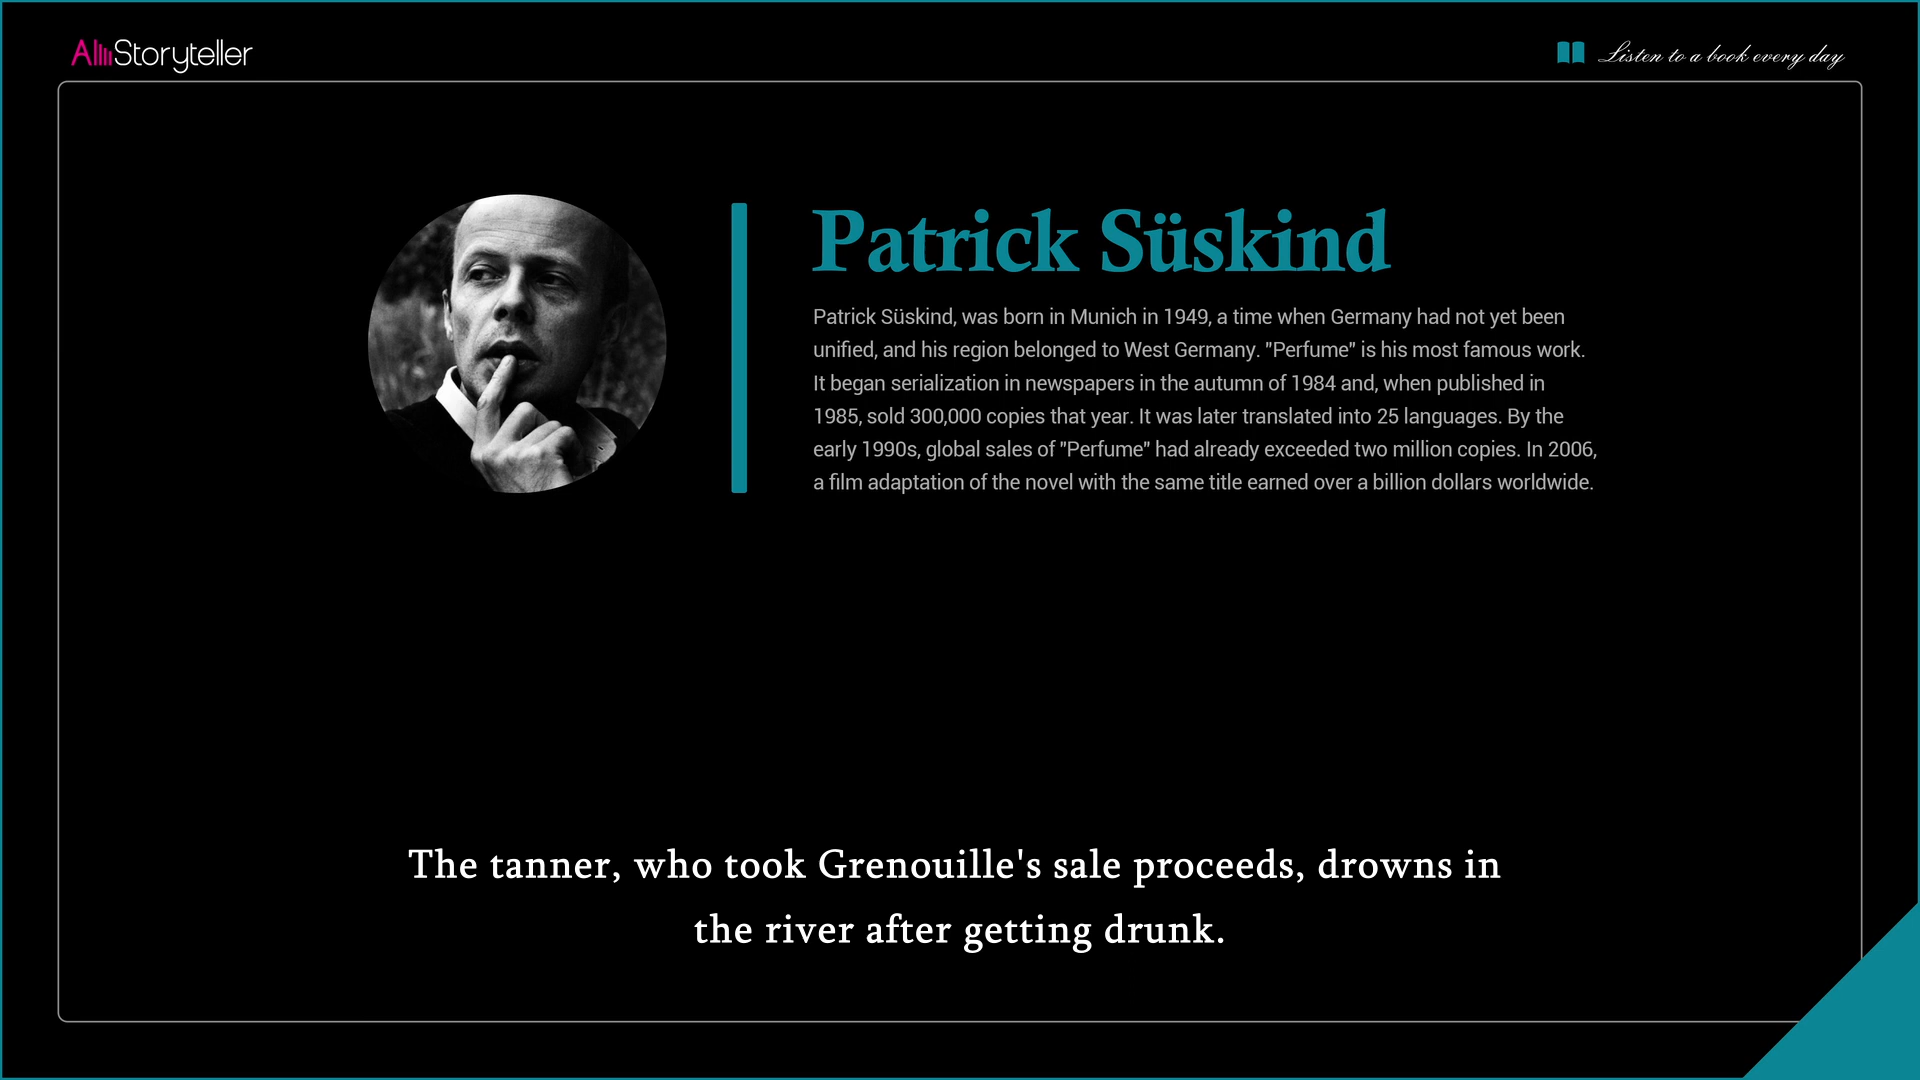 AllStoryteller
Listen to a book every day
Patrick Süskind
Patrick Süskind, was born in Munich in 1949, a time when Germany had not yet been
unified, and his region belonged to West Germany. "Perfume" is his most famous work.
It began serialization in newspapers in the autumn of 1984 and, when published in
1985, sold 300,000 copies that year. It was later translated into 25 languages. By the
early 1990s, global sales of "Perfume" had already exceeded two million copies. In 2006,
a film adaptation of the novel with the same title earned over a billion dollars worldwide.
The tanner, who took Grenouille's sale proceeds, drowns in
the river after getting drunk.